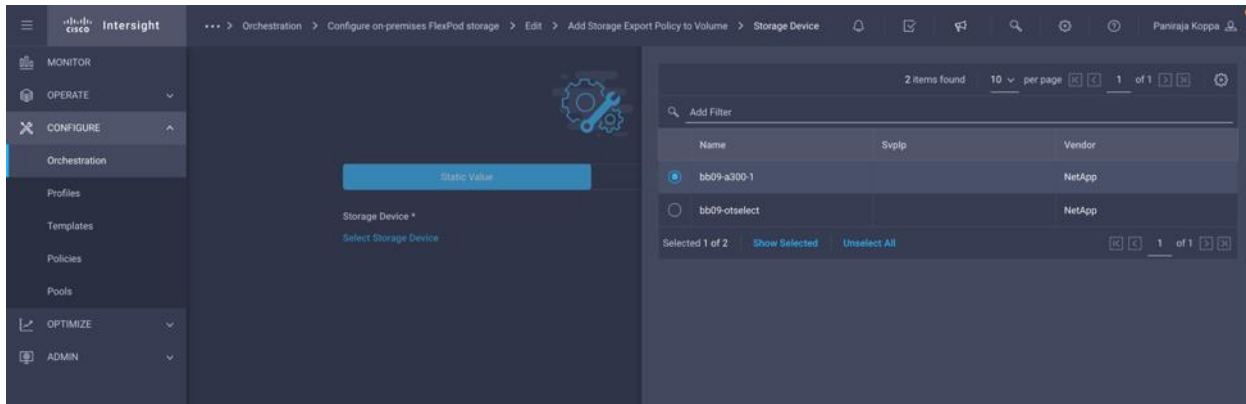 cisco Intersight
••• > Orchestration > Configure on-premises FlexPod storage > Edit > Add Storage Export Policy to Volume > Storage Device
Paniraja Koppa
MONITOR
OPERATE
CONFIGURE
Orchestration
Profiles
Templates
Policies
Pools
OPTIMIZE
ADMIN
Static Value
Storage Device *
Select Storage Device
2 items found 10 per page 1 of 1
Add Filter
Name SvpIp Vendor
bb09-a300-1 NetApp
bb09-otselect NetApp
Selected 1 of 2 Show Selected Unselect All 1 of 1